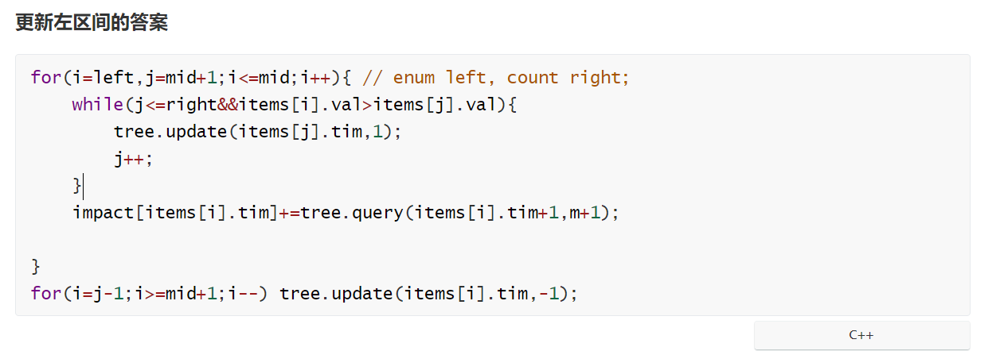 更新左区间的答案
for(i=left,j=mid+1;i<=mid;i++){ // enum left, count right;
    while(j<=right&&items[i].val>items[j].val){
        tree.update(items[j].tim,1);
        j++;
    }
    impact[items[i].tim]+=tree.query(items[i].tim+1,m+1);
}
for(i=j-1;i>=mid+1;i--) tree.update(items[i].tim,-1);
C++